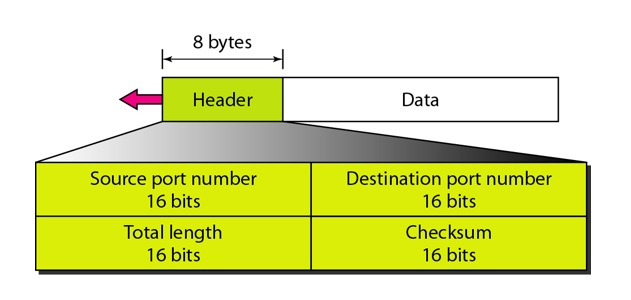 8 bytes
Header
Data
Source port number
16 bits
Destination port number
16 bits
Total length
16 bits
Checksum
16 bits